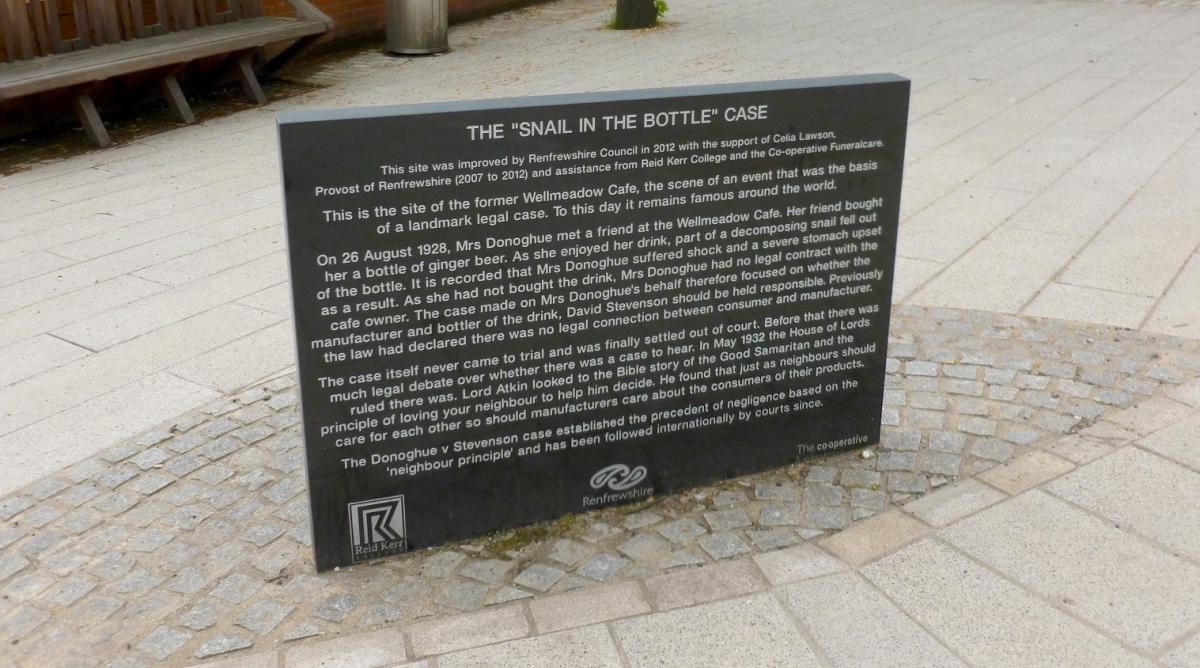 THE "SNAIL IN THE BOTTLE" CASE
This site was improved by Renfrewshire Council in 2012 with the support of Celia Lawson,
Provost of Renfrewshire (2007 to 2012) and assistance from Reid Kerr College and the Co-operative Funeralcare.
This is the site of the former Wellmeadow Cafe, the scene of an event that was the basis
of a landmark legal case. To this day it remains famous around the world.
On 26 August 1928, Mrs Donoghue met a friend at the Wellmeadow Cafe. Her friend bought
her a bottle of ginger beer. As she enjoyed her drink, part of a decomposing snail fell out
of the bottle. It is recorded that Mrs Donoghue suffered shock and a severe stomach upset
as a result. As she had not bought the drink, Mrs Donoghue had no legal contract with the
cafe owner. The case made on Mrs Donoghue's behalf therefore focused on whether the
manufacturer and bottler of the drink, David Stevenson should be held responsible. Previously
the law had declared there was no legal connection between consumer and manufacturer.
The case itself never came to trial and was finally settled out of court. Before that there was
much legal debate over whether there was a case to hear. In May 1932 the House of Lords
ruled there was. Lord Atkin looked to the Bible story of the Good Samaritan and the
principle of loving your neighbour to help him decide. He found that just as neighbours should
care for each other so should manufacturers care about the consumers of their products.
The Donoghue v Stevenson case established the precedent of negligence based on the
'neighbour principle' and has been followed internationally by courts since.
The co-operative
Renfrewshire
Reid Kerr
COLLEGE